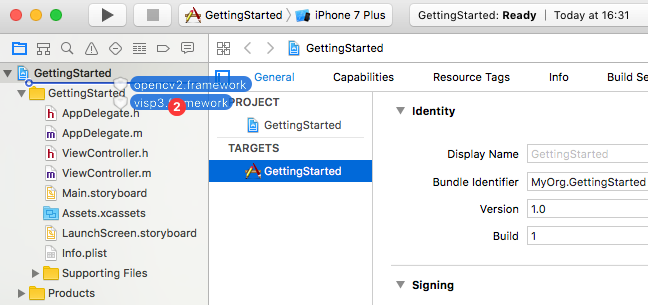 GettingStarted
iPhone 7 Plus
GettingStarted: Ready
Today at 16:31
GettingStarted
GettingStarted
General
Capabilities
Resource Tags
Info
Build Se
opencv2.framework
GettingStarted
visp3.framework
2
AppDelegate.h
AppDelegate.m
ViewController.h
ViewController.m
Main.storyboard
Assets.xcassets
LaunchScreen.storyboard
Info.plist
Supporting Files
Products
PROJECT
GettingStarted
TARGETS
GettingStarted
Identity
Display Name GettingStarted
Bundle Identifier MyOrg.GettingStarted
Version 1.0
Build 1
Signing